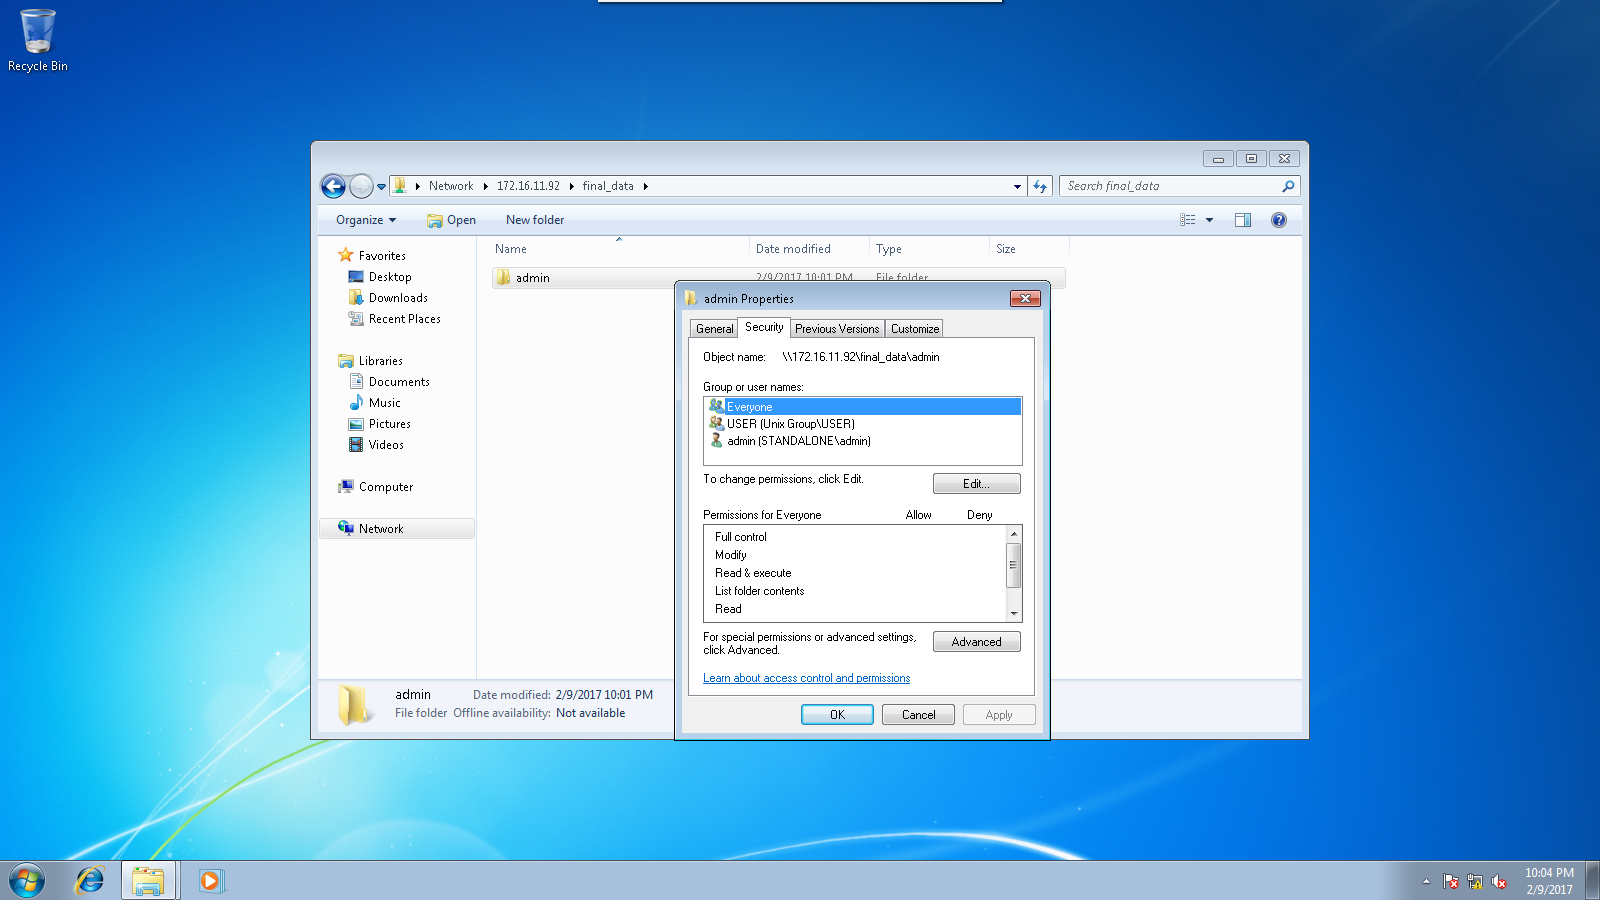 Recycle Bin
Network 172.16.11.92 final_data
Search final_data
Organize Open New folder
Name Date modified Type Size
Favorites
Desktop
Downloads
Recent Places
Libraries
Documents
Music
Pictures
Videos
Computer
Network
admin 2/9/2017 10:01 PM File folder
admin Properties
General Security Previous Versions Customize
Object name: \\172.16.11.92\final_data\admin
Group or user names:
Everyone
USER (Unix Group\USER)
admin (STANDALONE\admin)
To change permissions, click Edit.
Edit...
Permissions for Everyone Allow Deny
Full control
Modify
Read & execute
List folder contents
Read
For special permissions or advanced settings,
click Advanced.
Advanced
Learn about access control and permissions
OK Cancel Apply
admin Date modified: 2/9/2017 10:01 PM
File folder Offline availability: Not available
10:04 PM
2/9/2017